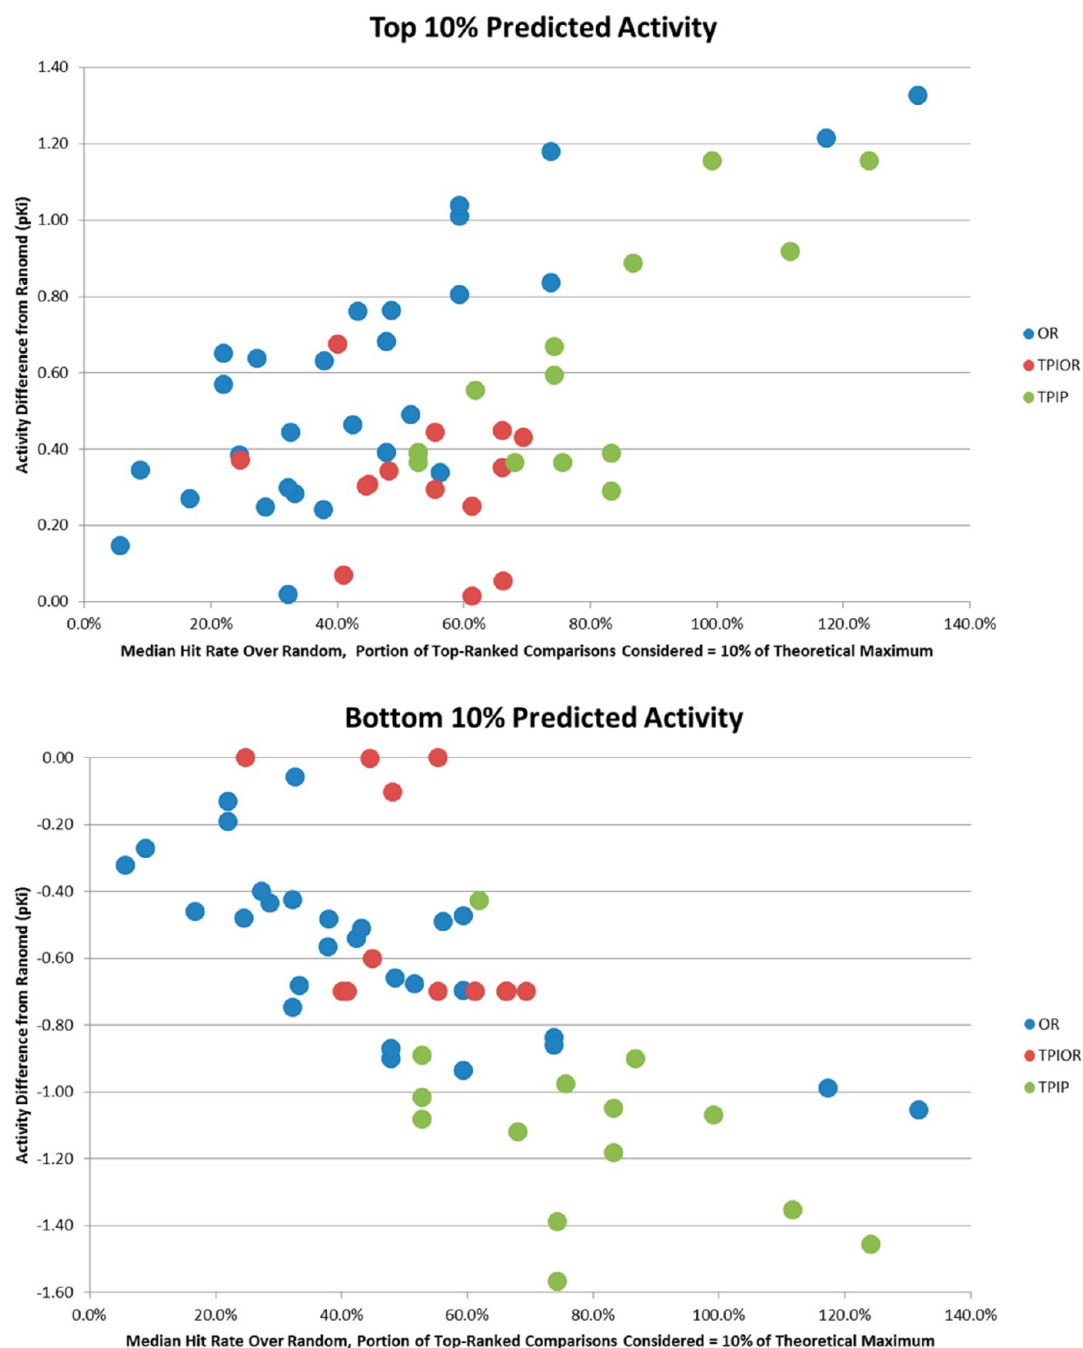 Top 10% Predicted Activity
1.40
1.20
1.00
0.80
0.60
0.40
0.20
0.00
Activity Difference from Ranomd (pKi)
0.0% 20.0% 40.0% 60.0% 80.0% 100.0% 120.0% 140.0%
Median Hit Rate Over Random, Portion of Top-Ranked Comparisons Considered = 10% of Theoretical Maximum
OR
TPIOR
TPIP
Bottom 10% Predicted Activity
0.00
-0.20
-0.40
-0.60
-0.80
-1.00
-1.20
-1.40
-1.60
Activity Difference from Ranomd (pKi)
0.0% 20.0% 40.0% 60.0% 80.0% 100.0% 120.0% 140.0%
Median Hit Rate Over Random, Portion of Top-Ranked Comparisons Considered = 10% of Theoretical Maximum
OR
TPIOR
TPIP